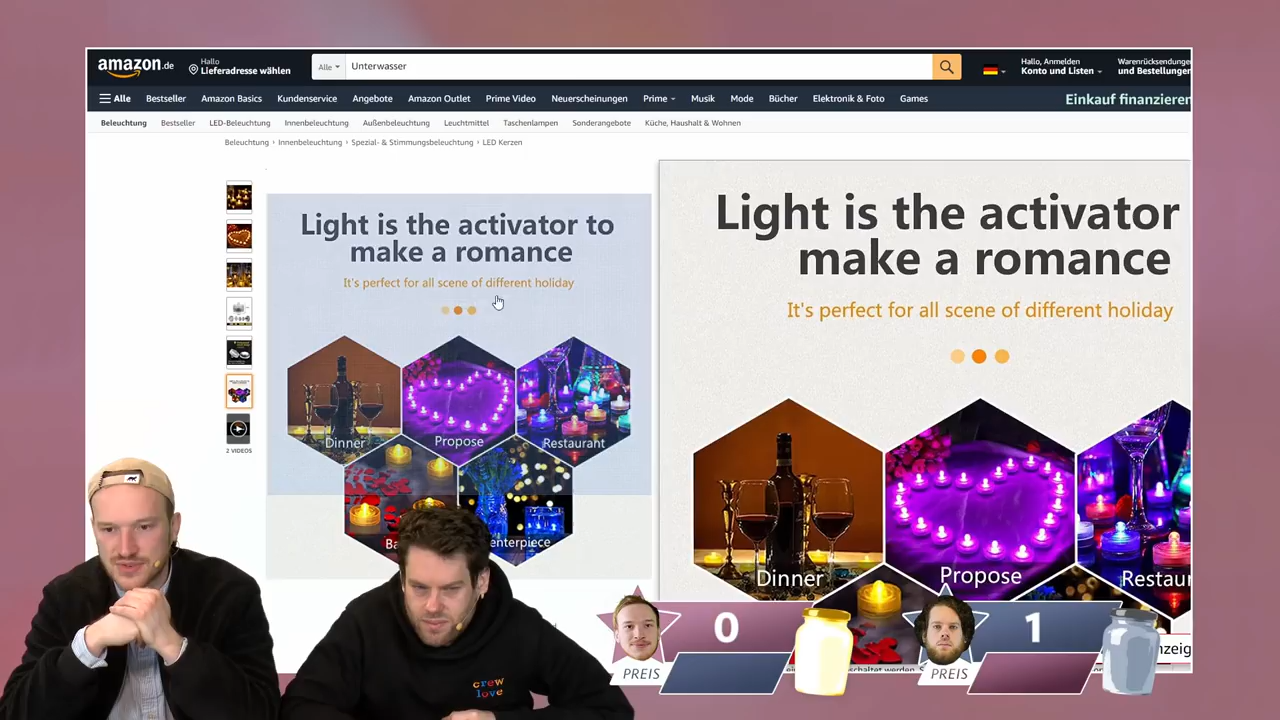 amazon.de
Hallo
Lieferadresse wählen
Alle
Unterwasser
Hallo, Anmelden
Konto und Listen
Warenrücksendungen
und Bestellungen
Alle
Bestseller
Amazon Basics
Kundenservice
Angebote
Amazon Outlet
Prime Video
Neuerscheinungen
Prime
Musik
Mode
Bücher
Elektronik & Foto
Games
Einkauf finanzieren
Beleuchtung
Bestseller
LED-Beleuchtung
Innenbeleuchtung
Außenbeleuchtung
Leuchtmittel
Taschenlampen
Sonderangebote
Küche, Haushalt & Wohnen
Beleuchtung › Innenbeleuchtung › Spezial- & Stimmungsbeleuchtung › LED Kerzen
2 VIDEOS
Light is the activator to
make a romance
It's perfect for all scene of different holiday
Dinner
Propose
Restaurant
Ba
enterpiece
Light is the activator
make a romance
It's perfect for all scene of different holiday
Dinner
Propose
Restaur
crew
love
0
PREIS
1
PREIS